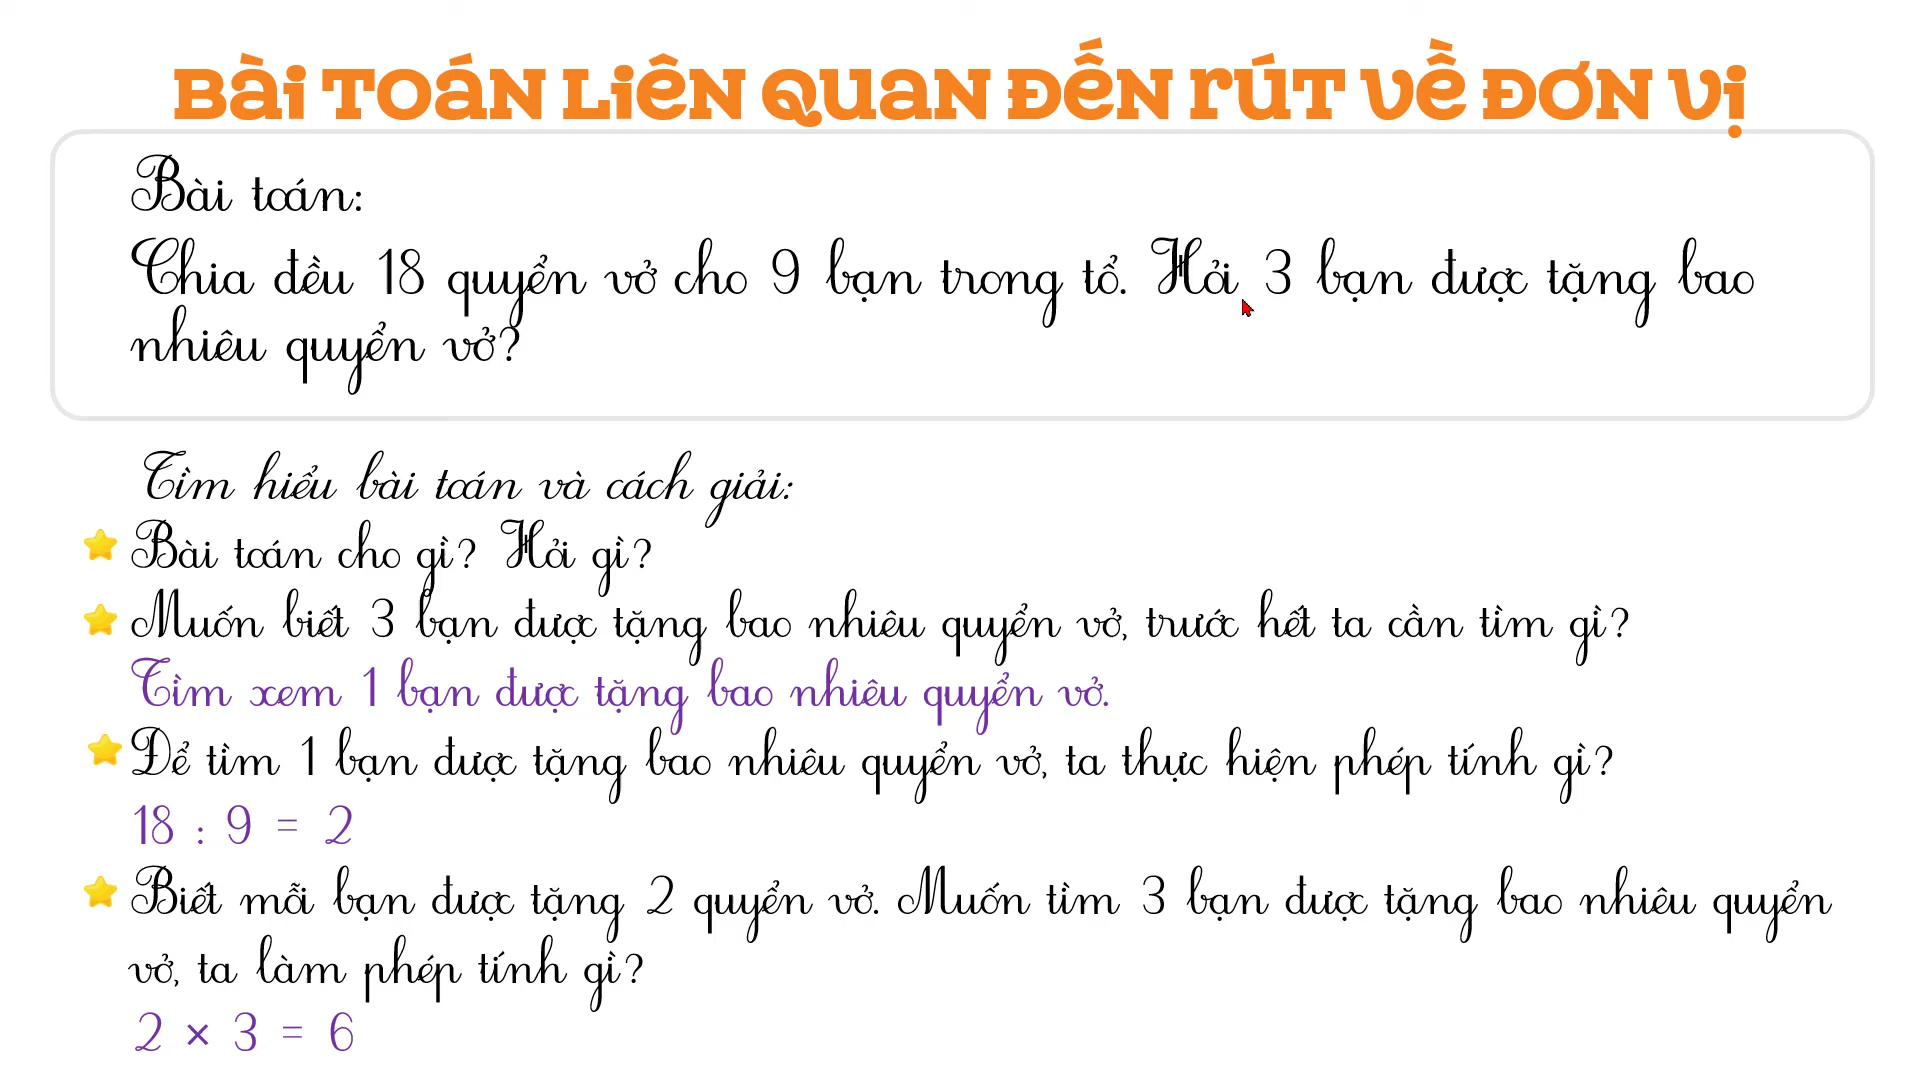 BÀI TOÁN LIÊN QUAN ĐẾN RÚT VỀ ĐƠN VỊ
Bài toán:
Chia đều 18 quyển vở cho 9 bạn trong tổ. Hỏi 3 bạn được tặng bao
nhiêu quyển vở?
Tìm hiểu bài toán và cách giải:
Bài toán cho gì? Hỏi gì?
Muốn biết 3 bạn được tặng bao nhiêu quyển vở, trước hết ta cần tìm gì?
Tìm xem 1 bạn được tặng bao nhiêu quyển vở.
Để tìm 1 bạn được tặng bao nhiêu quyển vở, ta thực hiện phép tính gì?
18 : 9 = 2
Biết mỗi bạn được tặng 2 quyển vở. Muốn tìm 3 bạn được tặng bao nhiêu quyển
vở, ta làm phép tính gì?
2 × 3 = 6